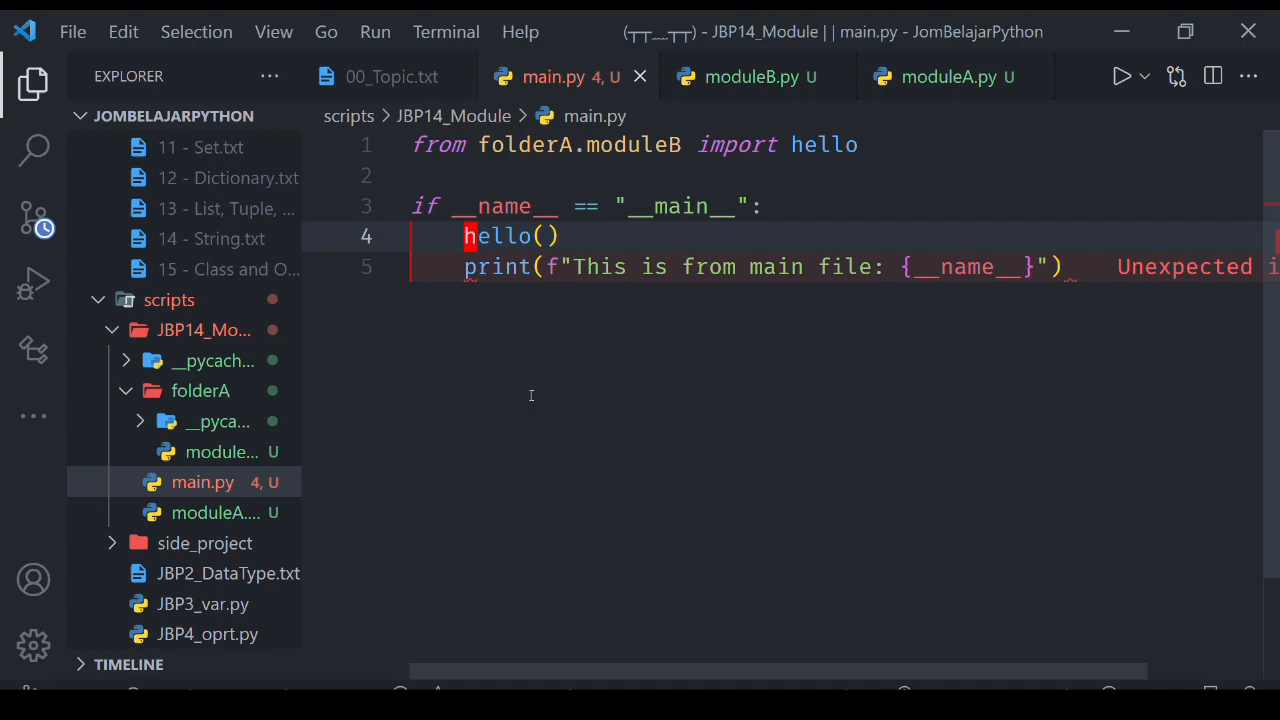 File Edit Selection View Go Run Terminal Help (┬┬﹏┬┬) - JBP14_Module | | main.py - JomBelajarPython
EXPLORER ... 00_Topic.txt main.py 4, U moduleB.py U moduleA.py U
JOMBELAJARPYTHON
scripts > JBP14_Module > main.py
11 - Set.txt
12 - Dictionary.txt
13 - List, Tuple, ...
14 - String.txt
15 - Class and O...
scripts
JBP14_Mo...
__pycach...
folderA
__pyca...
module... U
main.py 4, U
moduleA.... U
side_project
JBP2_DataType.txt
JBP3_var.py
JBP4_oprt.py
TIMELINE
1 from folderA.moduleB import hello
2
3 if __name__ == "__main__":
4 hello()
5 print(f"This is from main file: {__name__}") Unexpected i